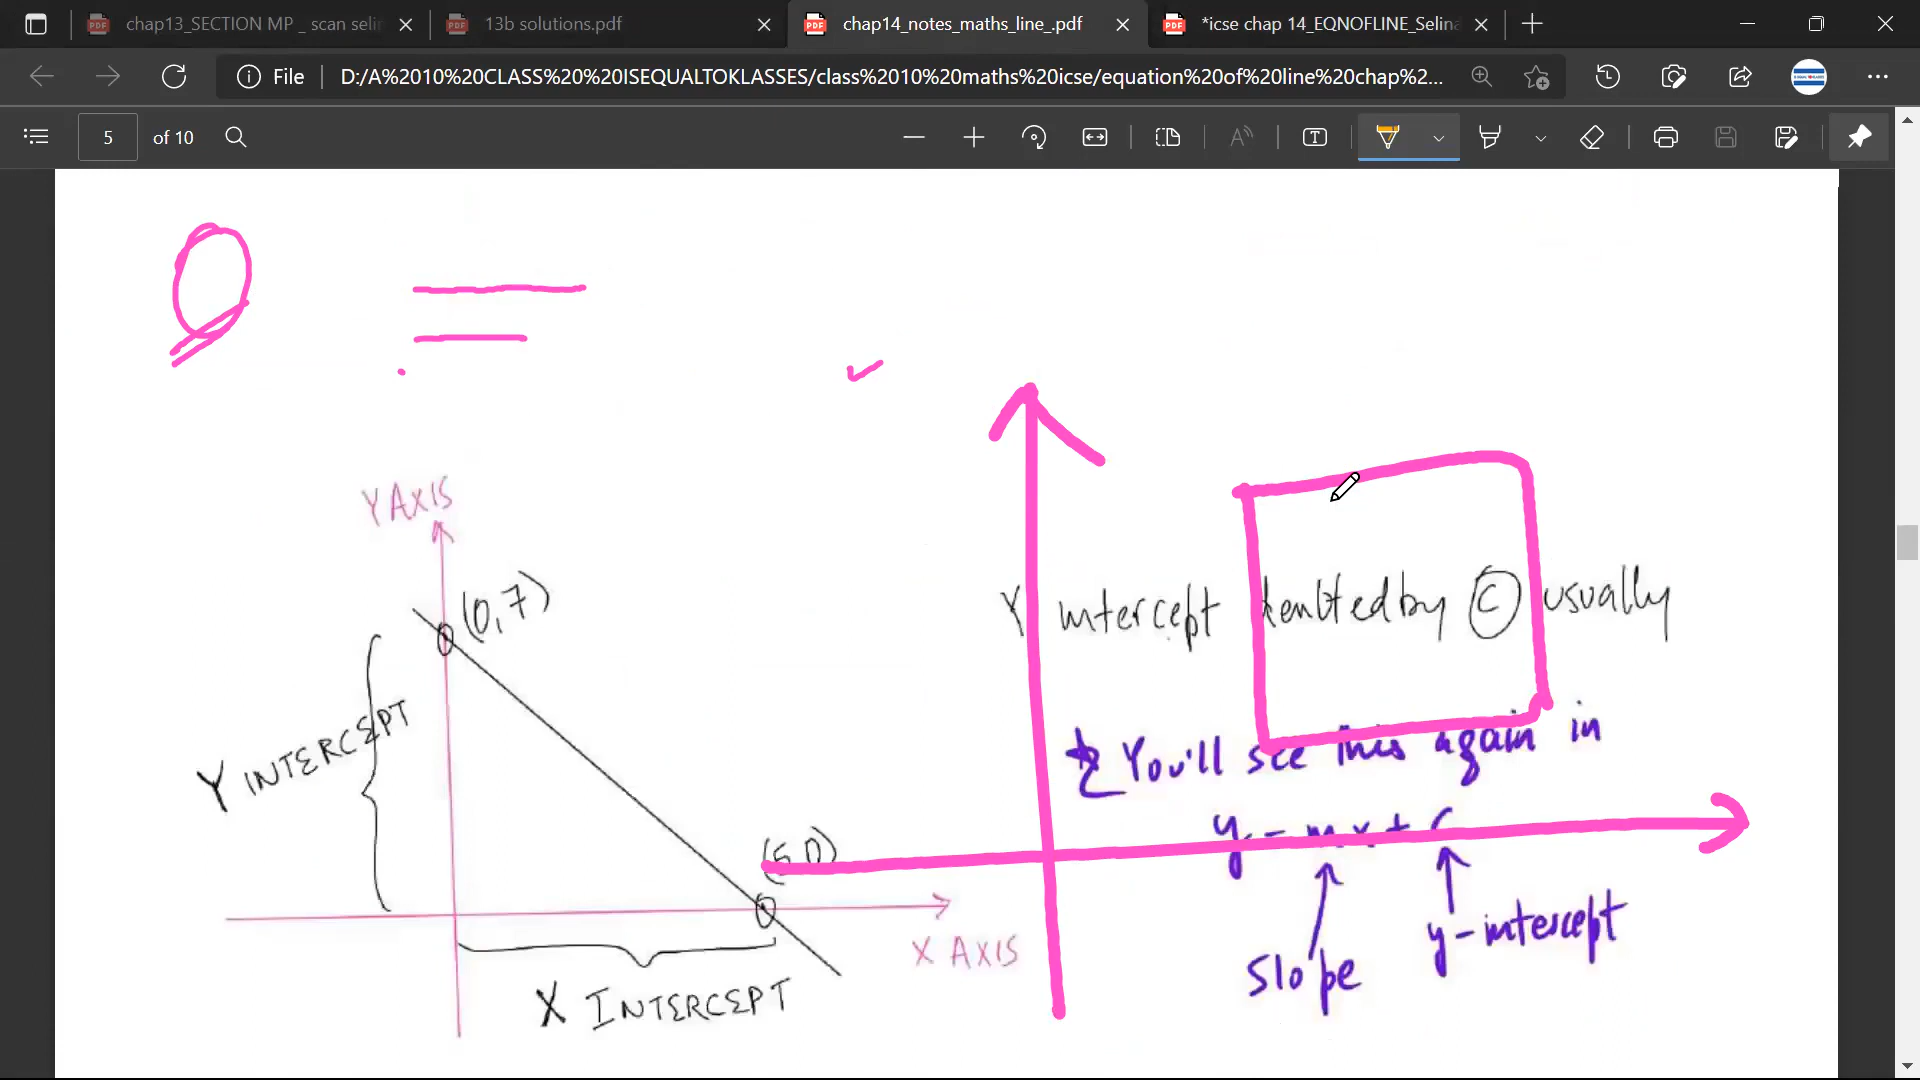 chap13_SECTION MP _ scan selin
13b solutions.pdf
chap14_notes_maths_line_.pdf
*icse chap 14_EQNOFLINE_Selina
File
D:/A%2010%20CLASS%20%20ISEQUALTOKLASSES/class%2010%20maths%20icse/equation%20of%20line%20chap%2...
5 of 10
Y AXIS
(0,7)
Y intercept denoted by C usually
Y INTERCEPT
You'll see this again in
y = mx + c
(5,0)
y-intercept
X AXIS
Slope
X INTERCEPT